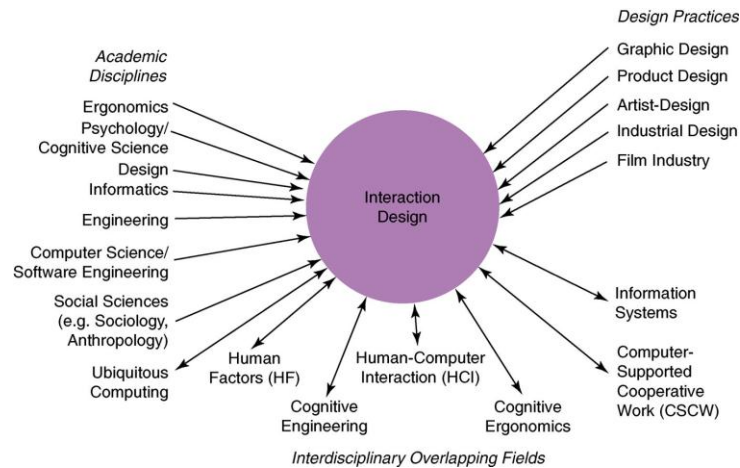 Academic
Disciplines
Ergonomics
Psychology/
Cognitive Science
Design
Informatics
Engineering
Computer Science/
Software Engineering
Social Sciences
(e.g. Sociology,
Anthropology)
Ubiquitous
Computing
Human
Factors (HF)
Cognitive
Engineering
Interaction
Design
Human-Computer
Interaction (HCI)
Cognitive
Ergonomics
Interdisciplinary Overlapping Fields
Design Practices
Graphic Design
Product Design
Artist-Design
Industrial Design
Film Industry
Information
Systems
Computer-
Supported
Cooperative
Work (CSCW)